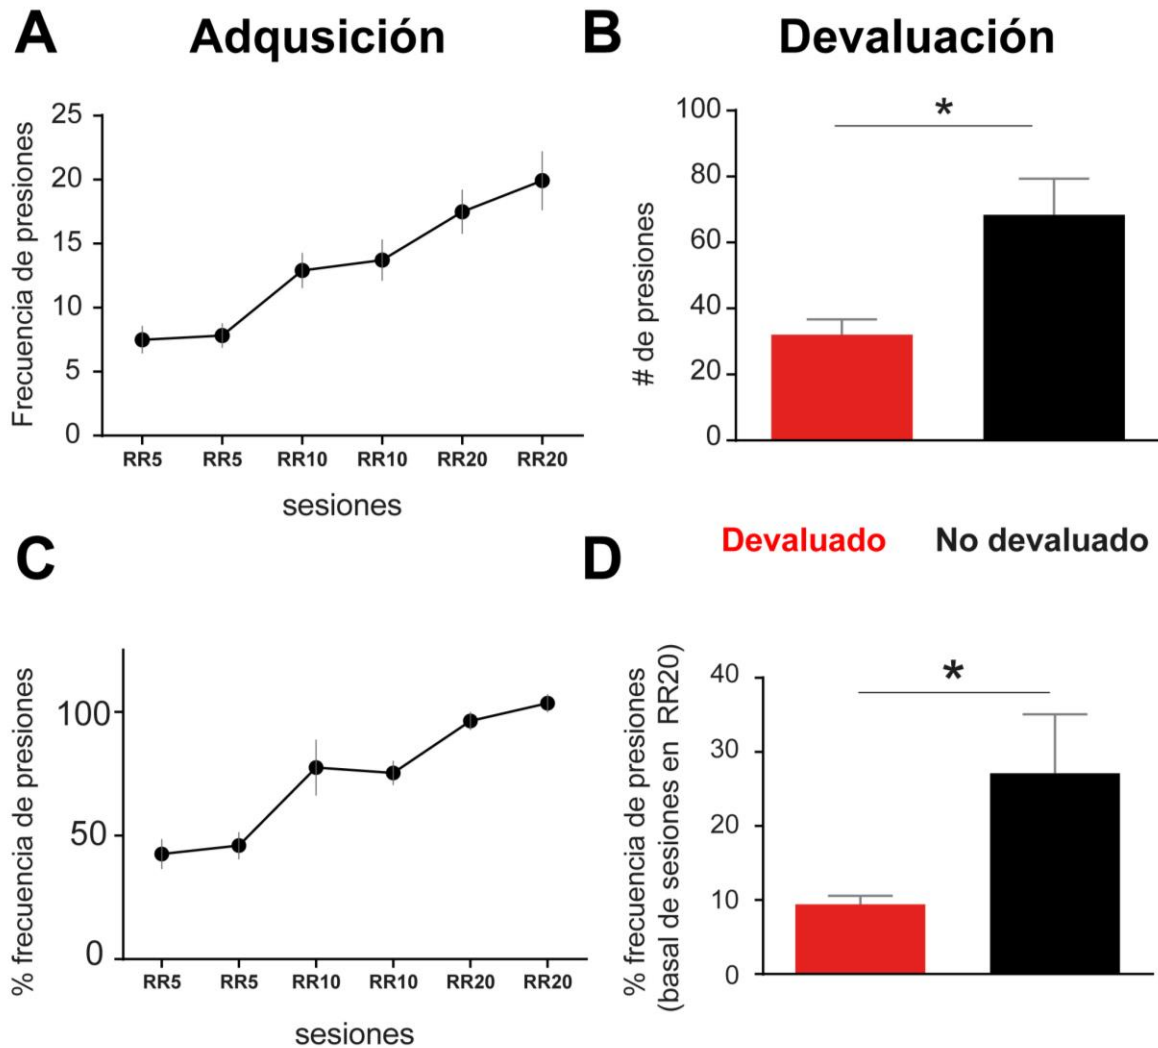 A
Adqusición
Frecuencia de presiones
25
20
15
10
5
0
RR5 RR5 RR10 RR10 RR20 RR20
sesiones
B
Devaluación
# de presiones
100
80
60
40
20
0
*
Devaluado No devaluado
C
% frecuencia de presiones
100
50
0
RR5 RR5 RR10 RR10 RR20 RR20
sesiones
D
% frecuencia de presiones
(basal de sesiones en RR20)
40
30
20
10
0
*